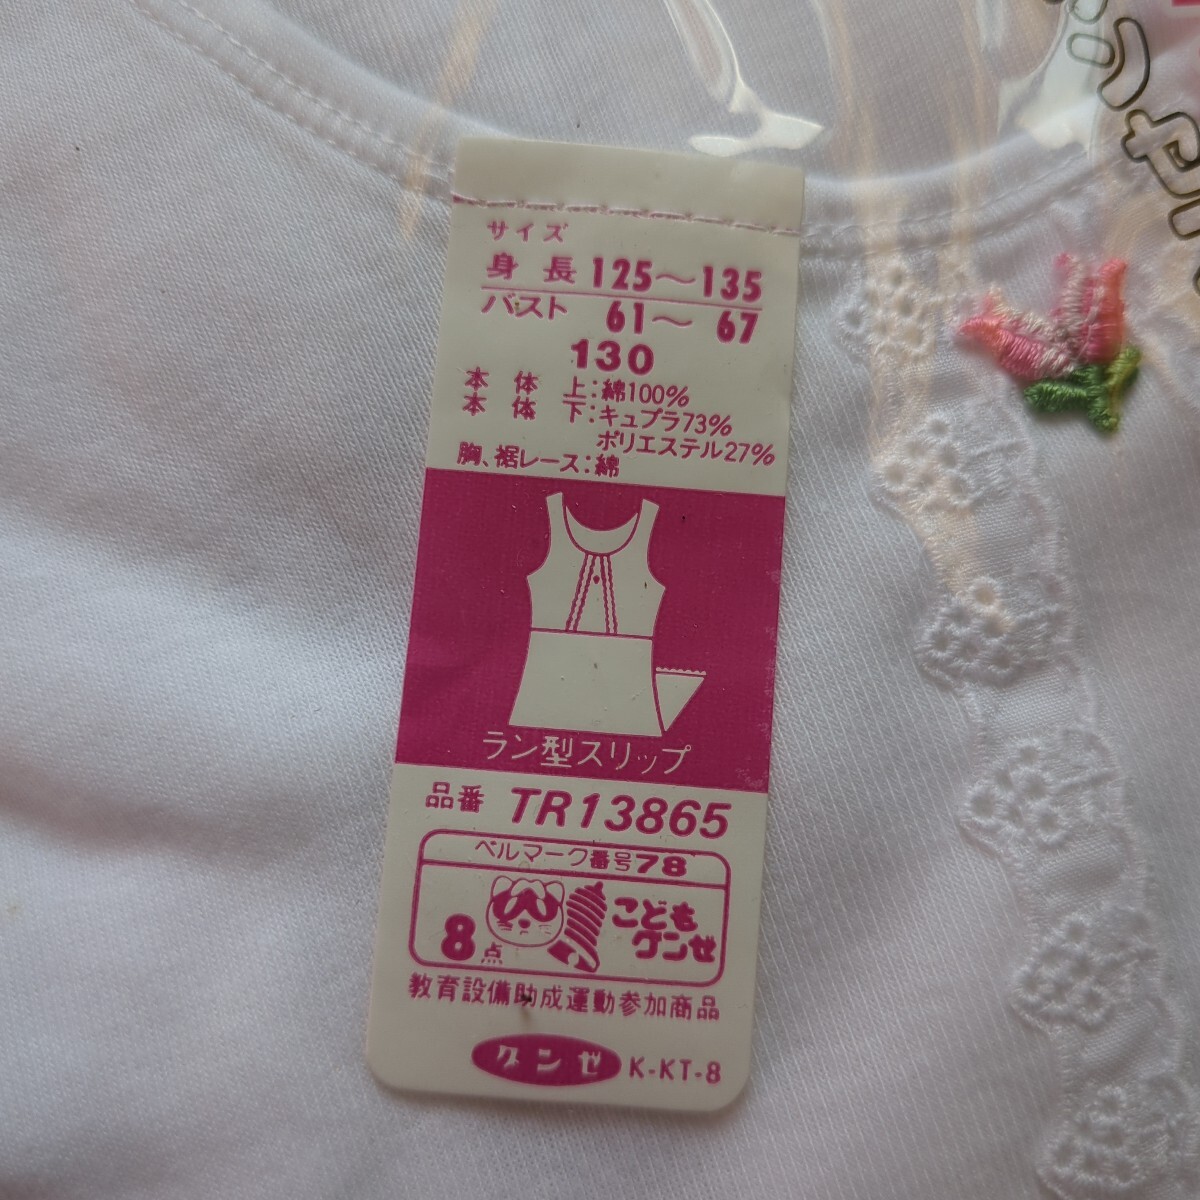 サイズ
身長 125〜135
バスト 61〜67
130
本体 上:綿100%
本体 下:キュプラ73%
ポリエステル27%
胸、裾レース:綿
ラン型スリップ
品番 TR13865
ベルマーク番号78
8点
こども
グンゼ
教育設備助成運動参加商品
グンゼ K-KT-8